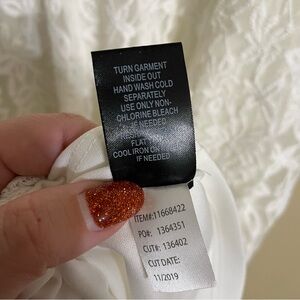 TURN GARMENT
INSIDE OUT
HAND WASH COLD
SEPARATELY
USE ONLY NON-
CHLORINE BLEACH
IF NEEDED
FLAT
COOL IRON
IF NEEDED
ITEM#:11668422
PO#: 1364351
CUT#: 136402
CUT DATE:
11/2019